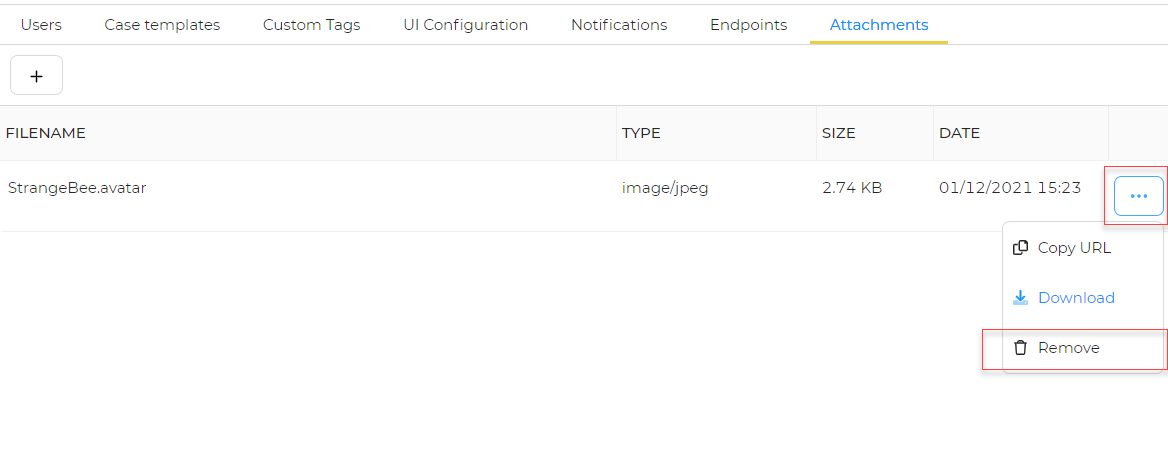 Users Case templates Custom Tags UI Configuration Notifications Endpoints Attachments
+
FILENAME TYPE SIZE DATE
StrangeBee.avatar image/jpeg 2.74 KB 01/12/2021 15:23 ...
Copy URL
Download
Remove